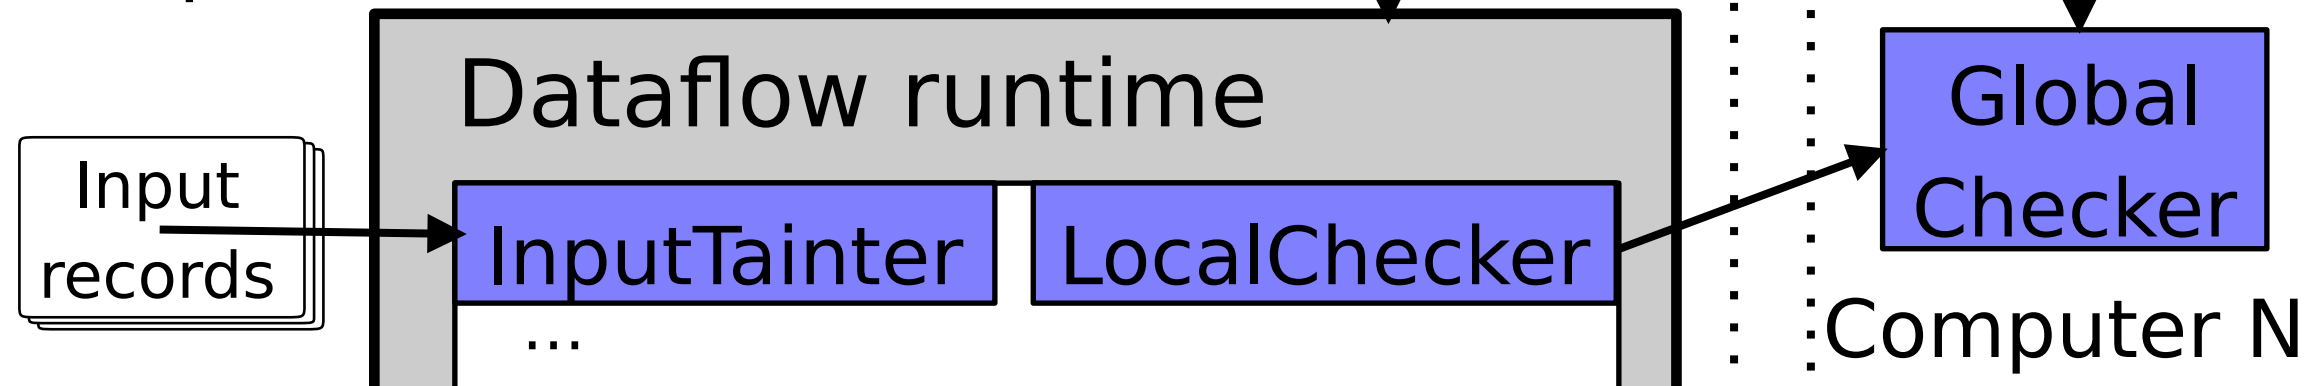 Dataflow runtime
Input
records
InputTainter
LocalChecker
...
Global
Checker
Computer N